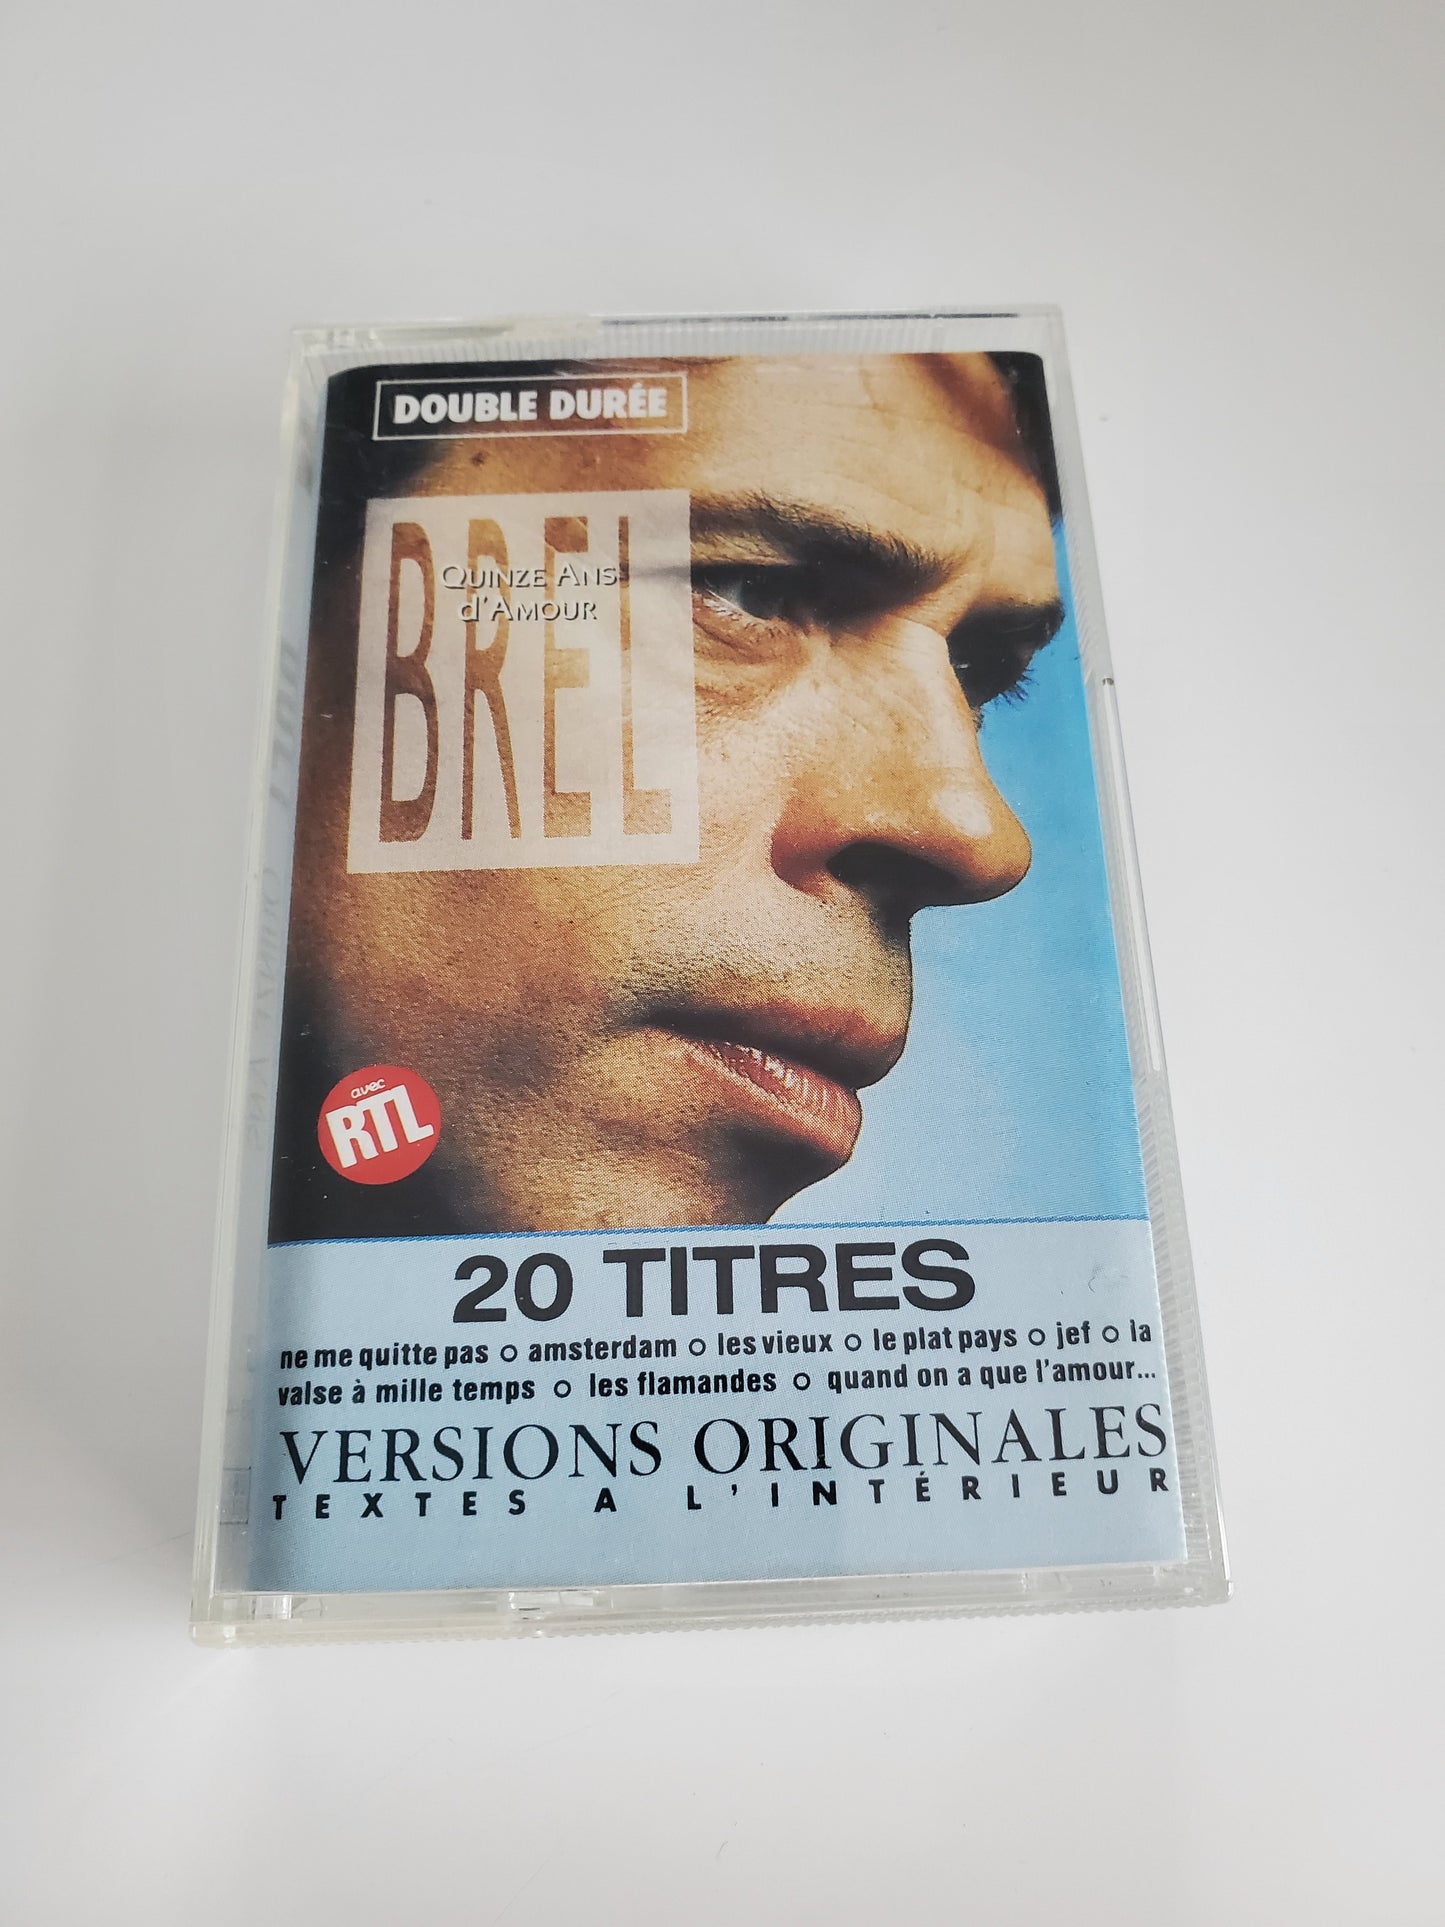 DOUBLE DURÉE
BREL
QUINZE ANS
d'AMOUR
avec
RTL
20 TITRES
ne me quitte pas o amsterdam o les vieux o le plat pays o jef o la
valse à mille temps o les flamandes o quand on a que l'amour...
VERSIONS ORIGINALES
TEXTES A L'INTÉRIEUR